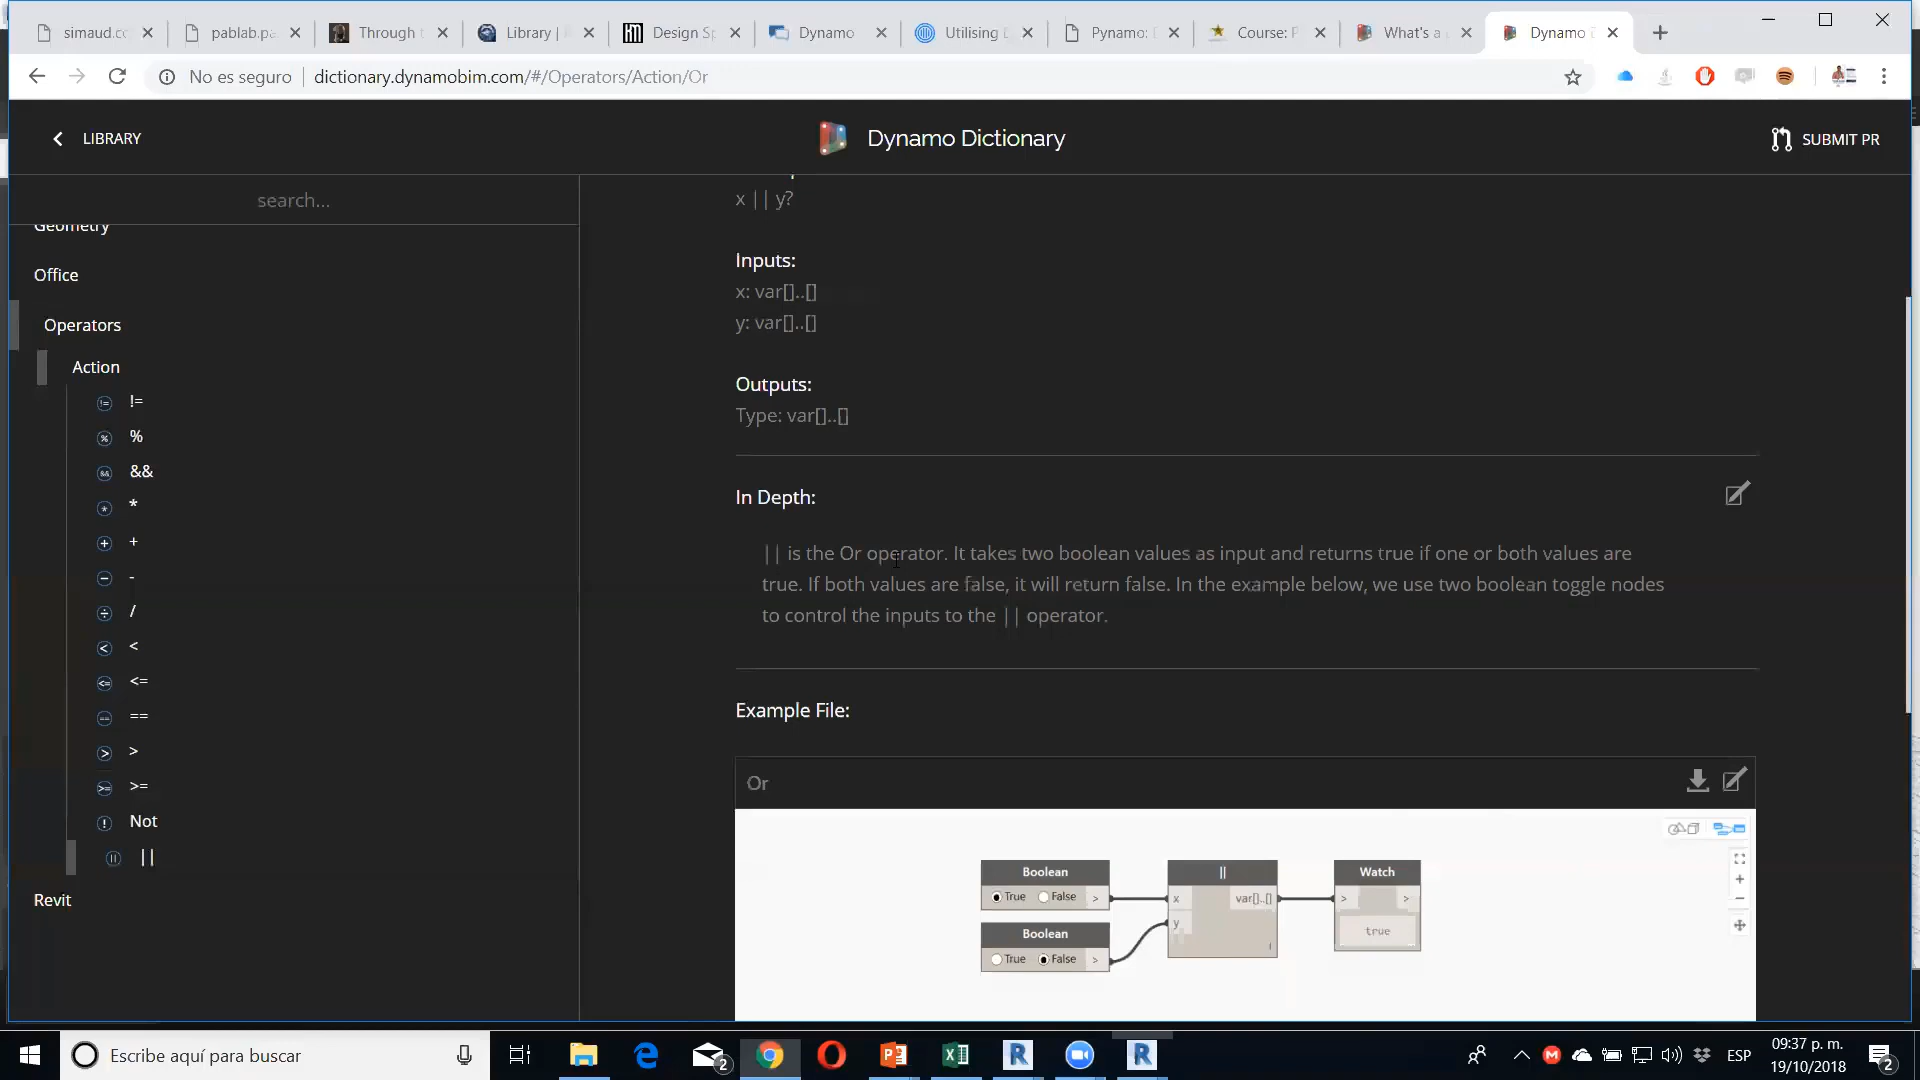 simaud.co
pablab.pa
Through t
Library |
Design Sp
Dynamo
Utilising D
Pynamo:
Course: P
What's a
Dynamo
No es seguro
dictionary.dynamobim.com/#/Operators/Action/Or
LIBRARY
Dynamo Dictionary
SUBMIT PR
search...
Geometry
Office
Operators
Action
!= !=
% %
&& &&
* *
+ +
- -
÷ /
< <
<= <=
== ==
> >
>= >=
! Not
|| ||
Revit
x || y?
Inputs:
x: var[]..[]
y: var[]..[]
Outputs:
Type: var[]..[]
In Depth:
|| is the Or operator. It takes two boolean values as input and returns true if one or both values are
true. If both values are false, it will return false. In the example below, we use two boolean toggle nodes
to control the inputs to the || operator.
Example File:
Or
Boolean
True False >
Boolean
True False >
||
x var[]..[]
y
Watch
> >
true
Escribe aquí para buscar
2
ESP
09:37 p. m.
19/10/2018
2